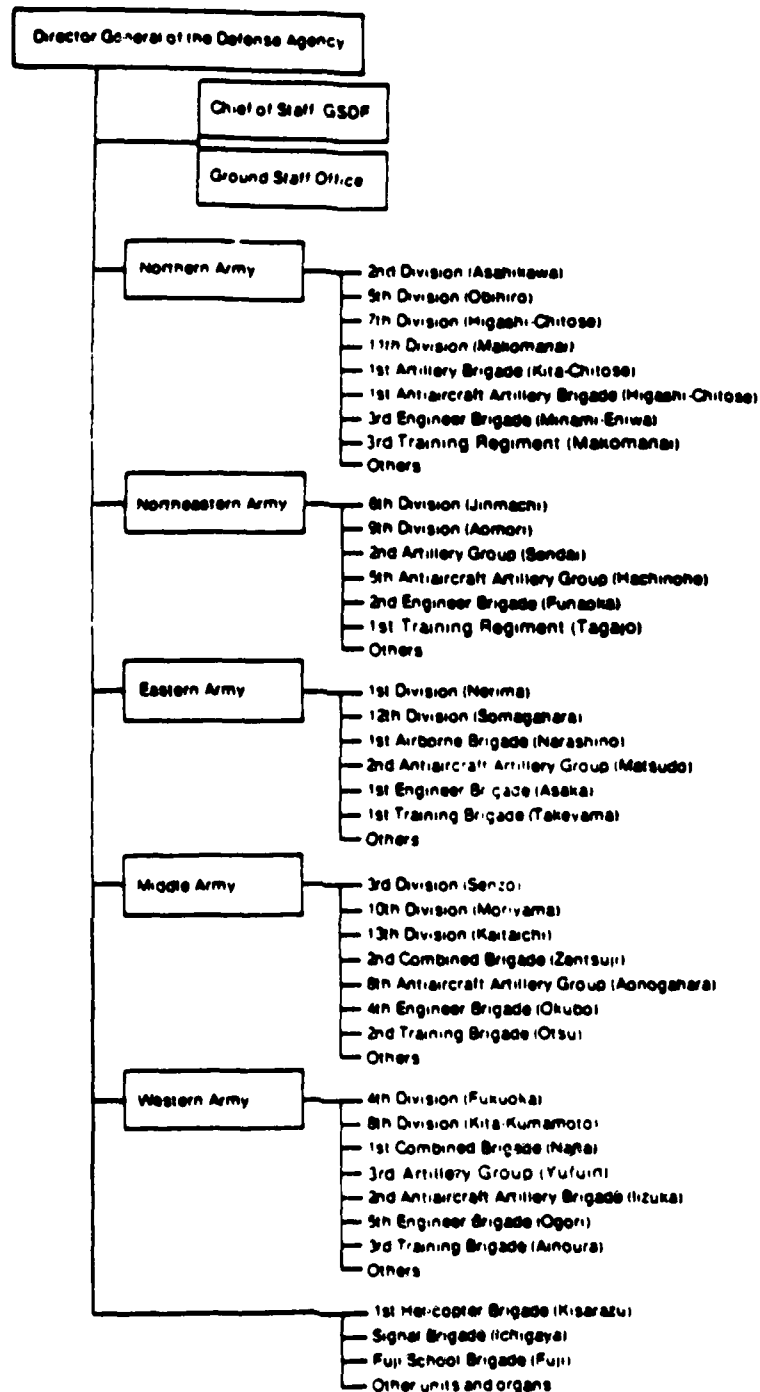 Director General of the Defense Agency
Chief of Staff GSDF
Ground Staff Office
Northern Army
2nd Division (Asahikawa)
5th Division (Obihiro)
7th Division (Higashi-Chitose)
11th Division (Makomanai)
1st Artillery Brigade (Kita-Chitose)
1st Antiaircraft Artillery Brigade (Higashi-Chitose)
3rd Engineer Brigade (Minami-Eniwa)
3rd Training Regiment (Makomanai)
Others
Northeastern Army
6th Division (Jinmachi)
9th Division (Aomori)
2nd Artillery Group (Sendai)
5th Antiaircraft Artillery Group (Hachinohe)
2nd Engineer Brigade (Funaoka)
1st Training Regiment (Tagajo)
Others
Eastern Army
1st Division (Nerima)
12th Division (Somagahara)
1st Airborne Brigade (Narashino)
2nd Antiaircraft Artillery Group (Matsudo)
1st Engineer Brigade (Asaka)
1st Training Brigade (Takeyama)
Others
Middle Army
3rd Division (Senzo)
10th Division (Moriyama)
13th Division (Kaitaichi)
2nd Combined Brigade (Zentsuji)
8th Antiaircraft Artillery Group (Aonogahara)
4th Engineer Brigade (Okubo)
2nd Training Brigade (Otsu)
Others
Western Army
4th Division (Fukuoka)
8th Division (Kita-Kumamoto)
1st Combined Brigade (Naha)
3rd Artillery Group (Yufuin)
2nd Antiaircraft Artillery Brigade (Iizuka)
5th Engineer Brigade (Ogori)
3rd Training Brigade (Ainoura)
Others
1st Helicopter Brigade (Kisarazu)
Signal Brigade (Ichigaya)
Fuji School Brigade (Fuji)
Other units and organs